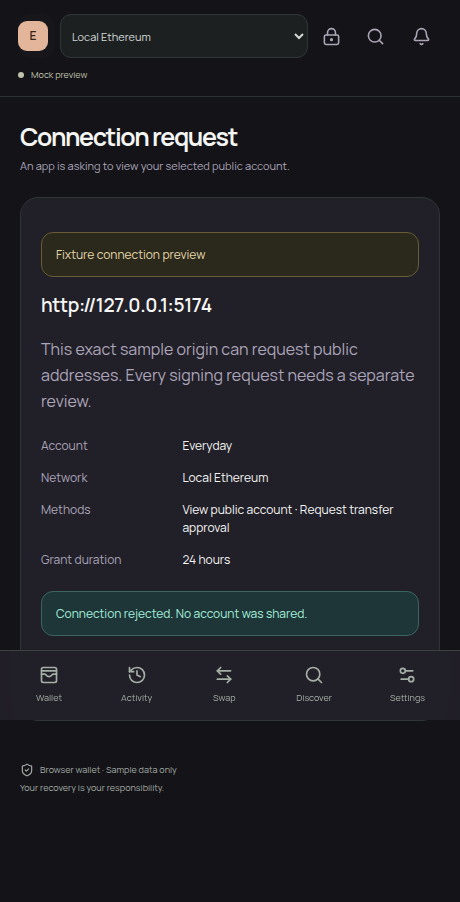 E
Local Ethereum
Mock preview
Connection request
An app is asking to view your selected public account.
Fixture connection preview
http://127.0.0.1:5174
This exact sample origin can request public
addresses. Every signing request needs a separate
review.
Account Everyday
Network Local Ethereum
Methods View public account · Request transfer
approval
Grant duration 24 hours
Connection rejected. No account was shared.
Wallet Activity Swap Discover Settings
Browser wallet · Sample data only
Your recovery is your responsibility.